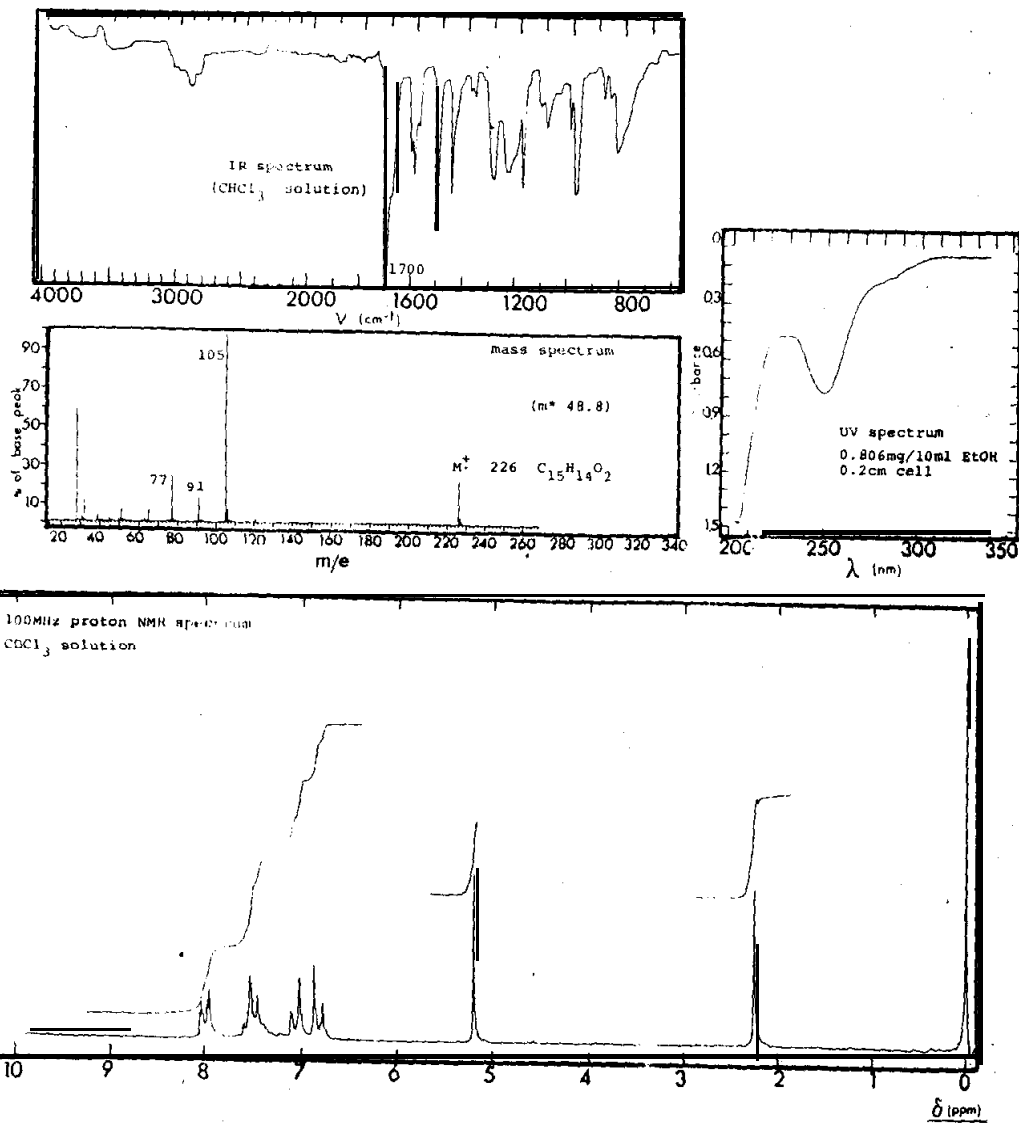 IR spectrum
(CHCl3 solution)
1700
4000 3000 2000 1600 1200 800
ν (cm-1)
mass spectrum
(m* 48.8)
M+· 226 C15H14O2
105
77
91
90
70
50
30
10
% of base peak
20 40 60 80 100 120 140 160 180 200 220 240 260 280 300 320 340
m/e
0
0.3
0.6
0.9
1.2
1.5
UV spectrum
0.806mg/10ml EtOH
0.2cm cell
200 250 300 350
λ (nm)
100MHz proton NMR spectrum
CDCl3 solution
10 9 8 7 6 5 4 3 2 1 0
δ (ppm)